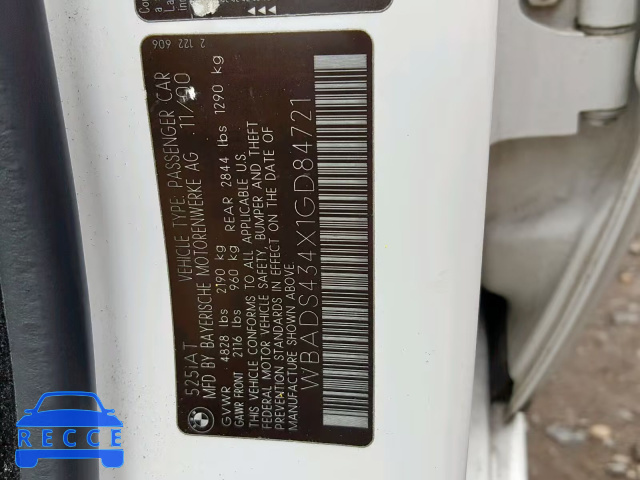 2 122 606
525IAT VEHICLE TYPE: PASSENGER CAR
MFD BY BAYERISCHE MOTORENWERKE AG 11/00
GVWR 4828 lbs 2190 kg
GAWR FRONT 2116 lbs 960 kg REAR 2844 lbs 1290 kg
THIS VEHICLE CONFORMS TO ALL APPLICABLE U.S.
FEDERAL MOTOR VEHICLE SAFETY, BUMPER AND THEFT
PREVENTION STANDARDS IN EFFECT ON THE DATE OF
MANUFACTURE SHOWN ABOVE.
WBADS434X1GD84721
RECCE